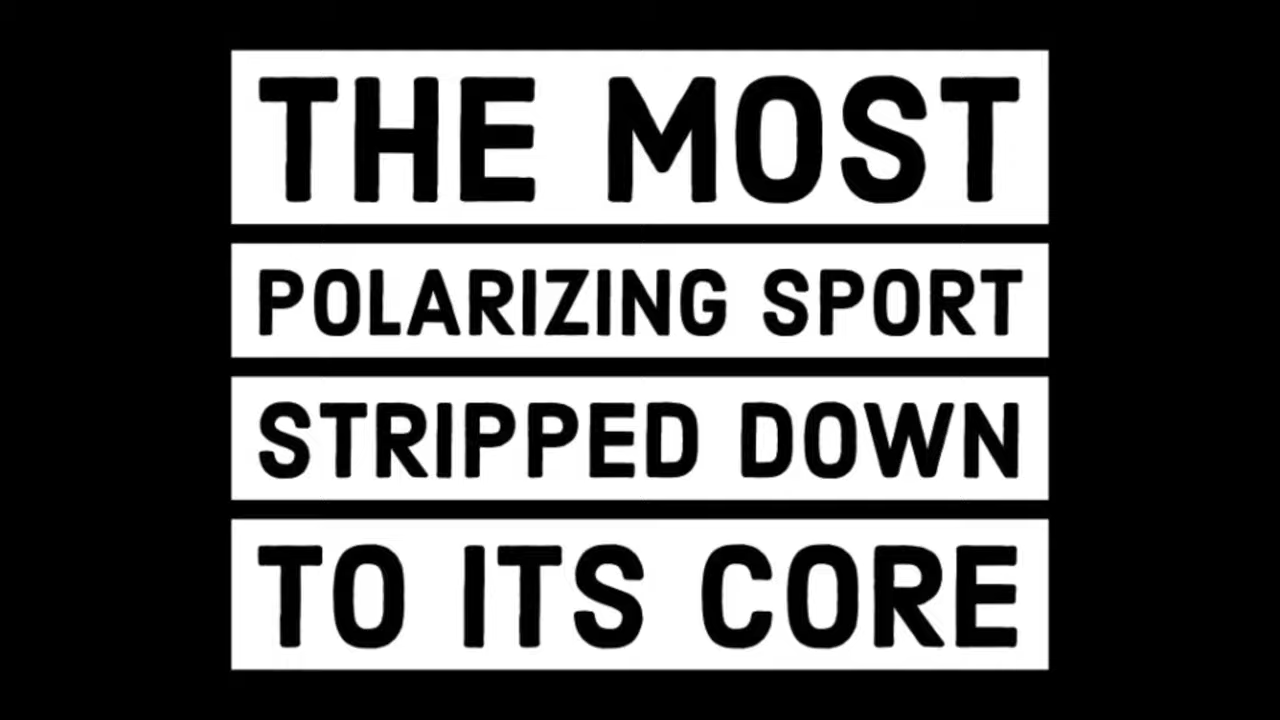 THE MOST
POLARIZING SPORT
STRIPPED DOWN
TO ITS CORE